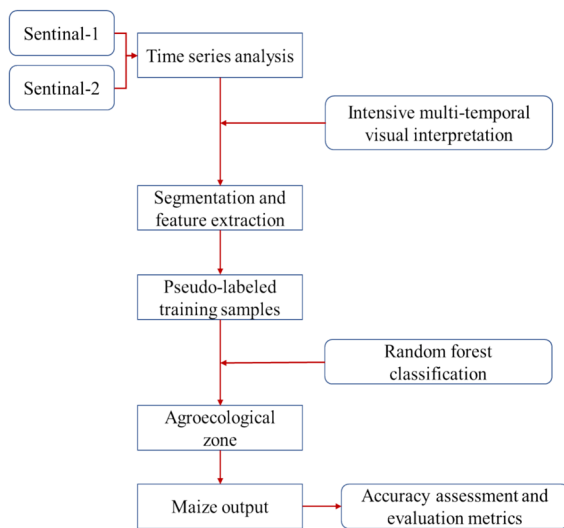 Sentinal-1
Sentinal-2
Time series analysis
Intensive multi-temporal
visual interpretation
Segmentation and
feature extraction
Pseudo-labeled
training samples
Random forest
classification
Agroecological
zone
Maize output
Accuracy assessment and
evaluation metrics